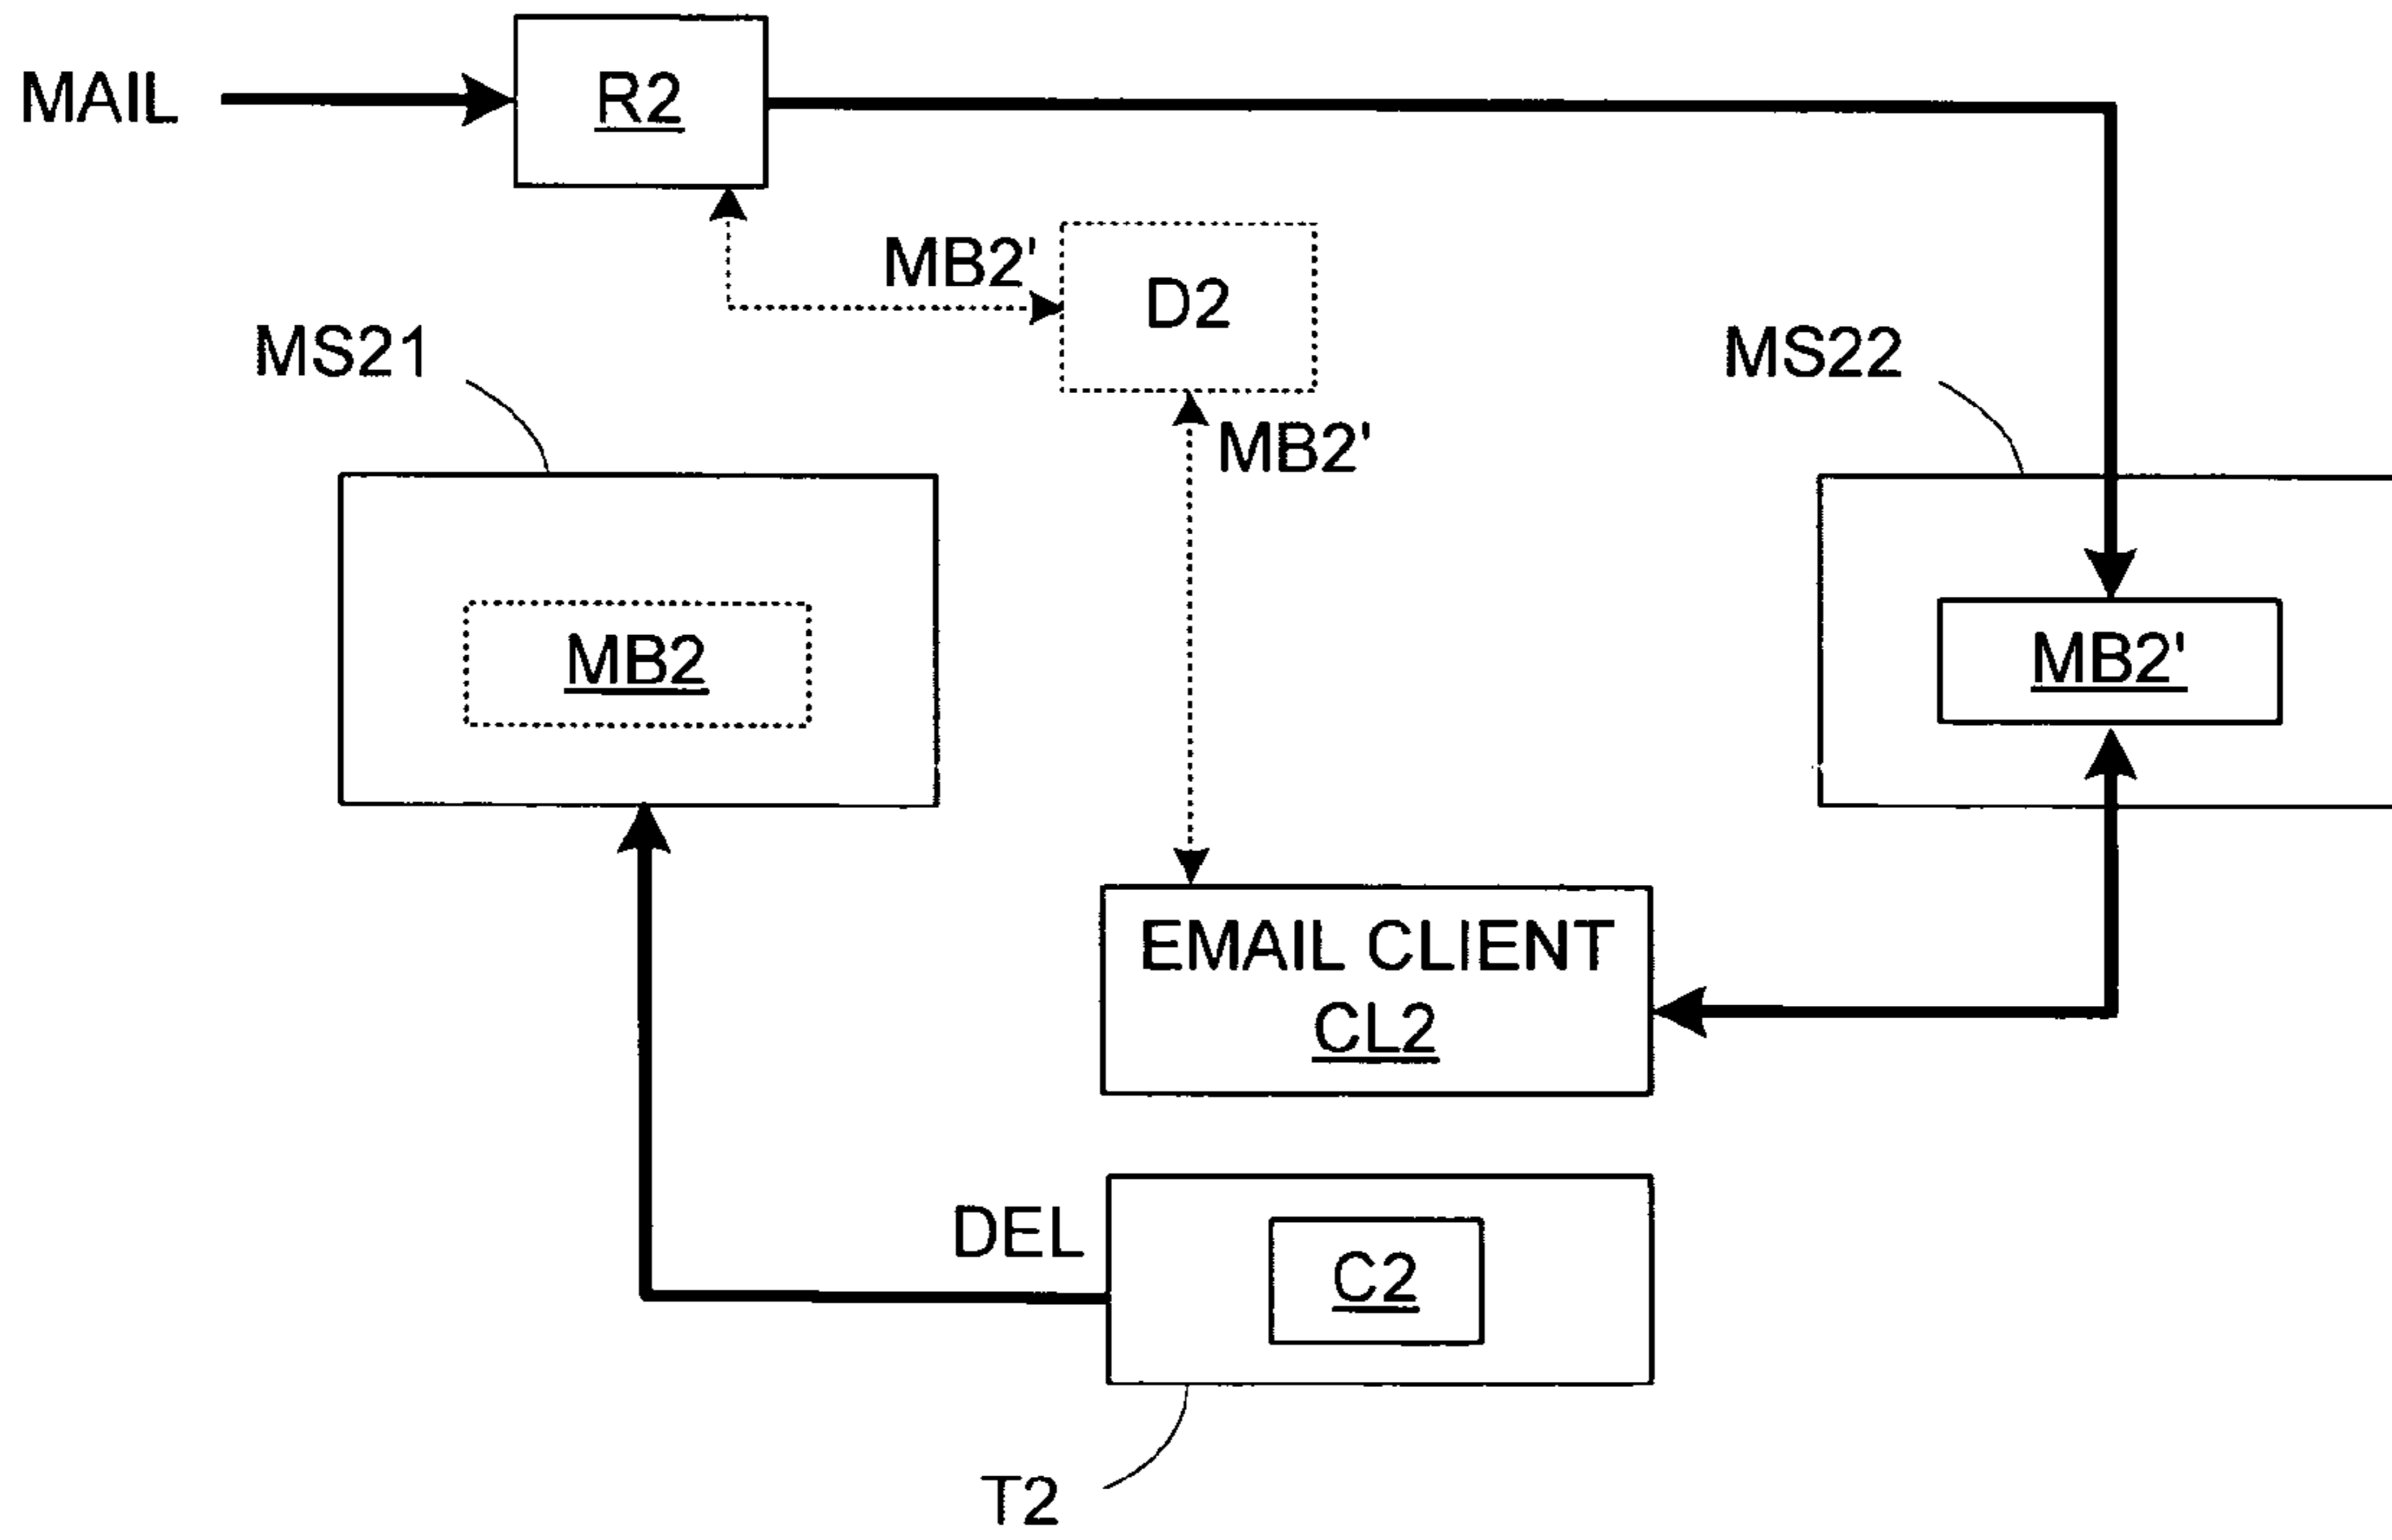 MAIL
R2
MB2'
D2
MS21
MS22
MB2'
MB2
MB2'
EMAIL CLIENT
CL2
DEL
C2
T2